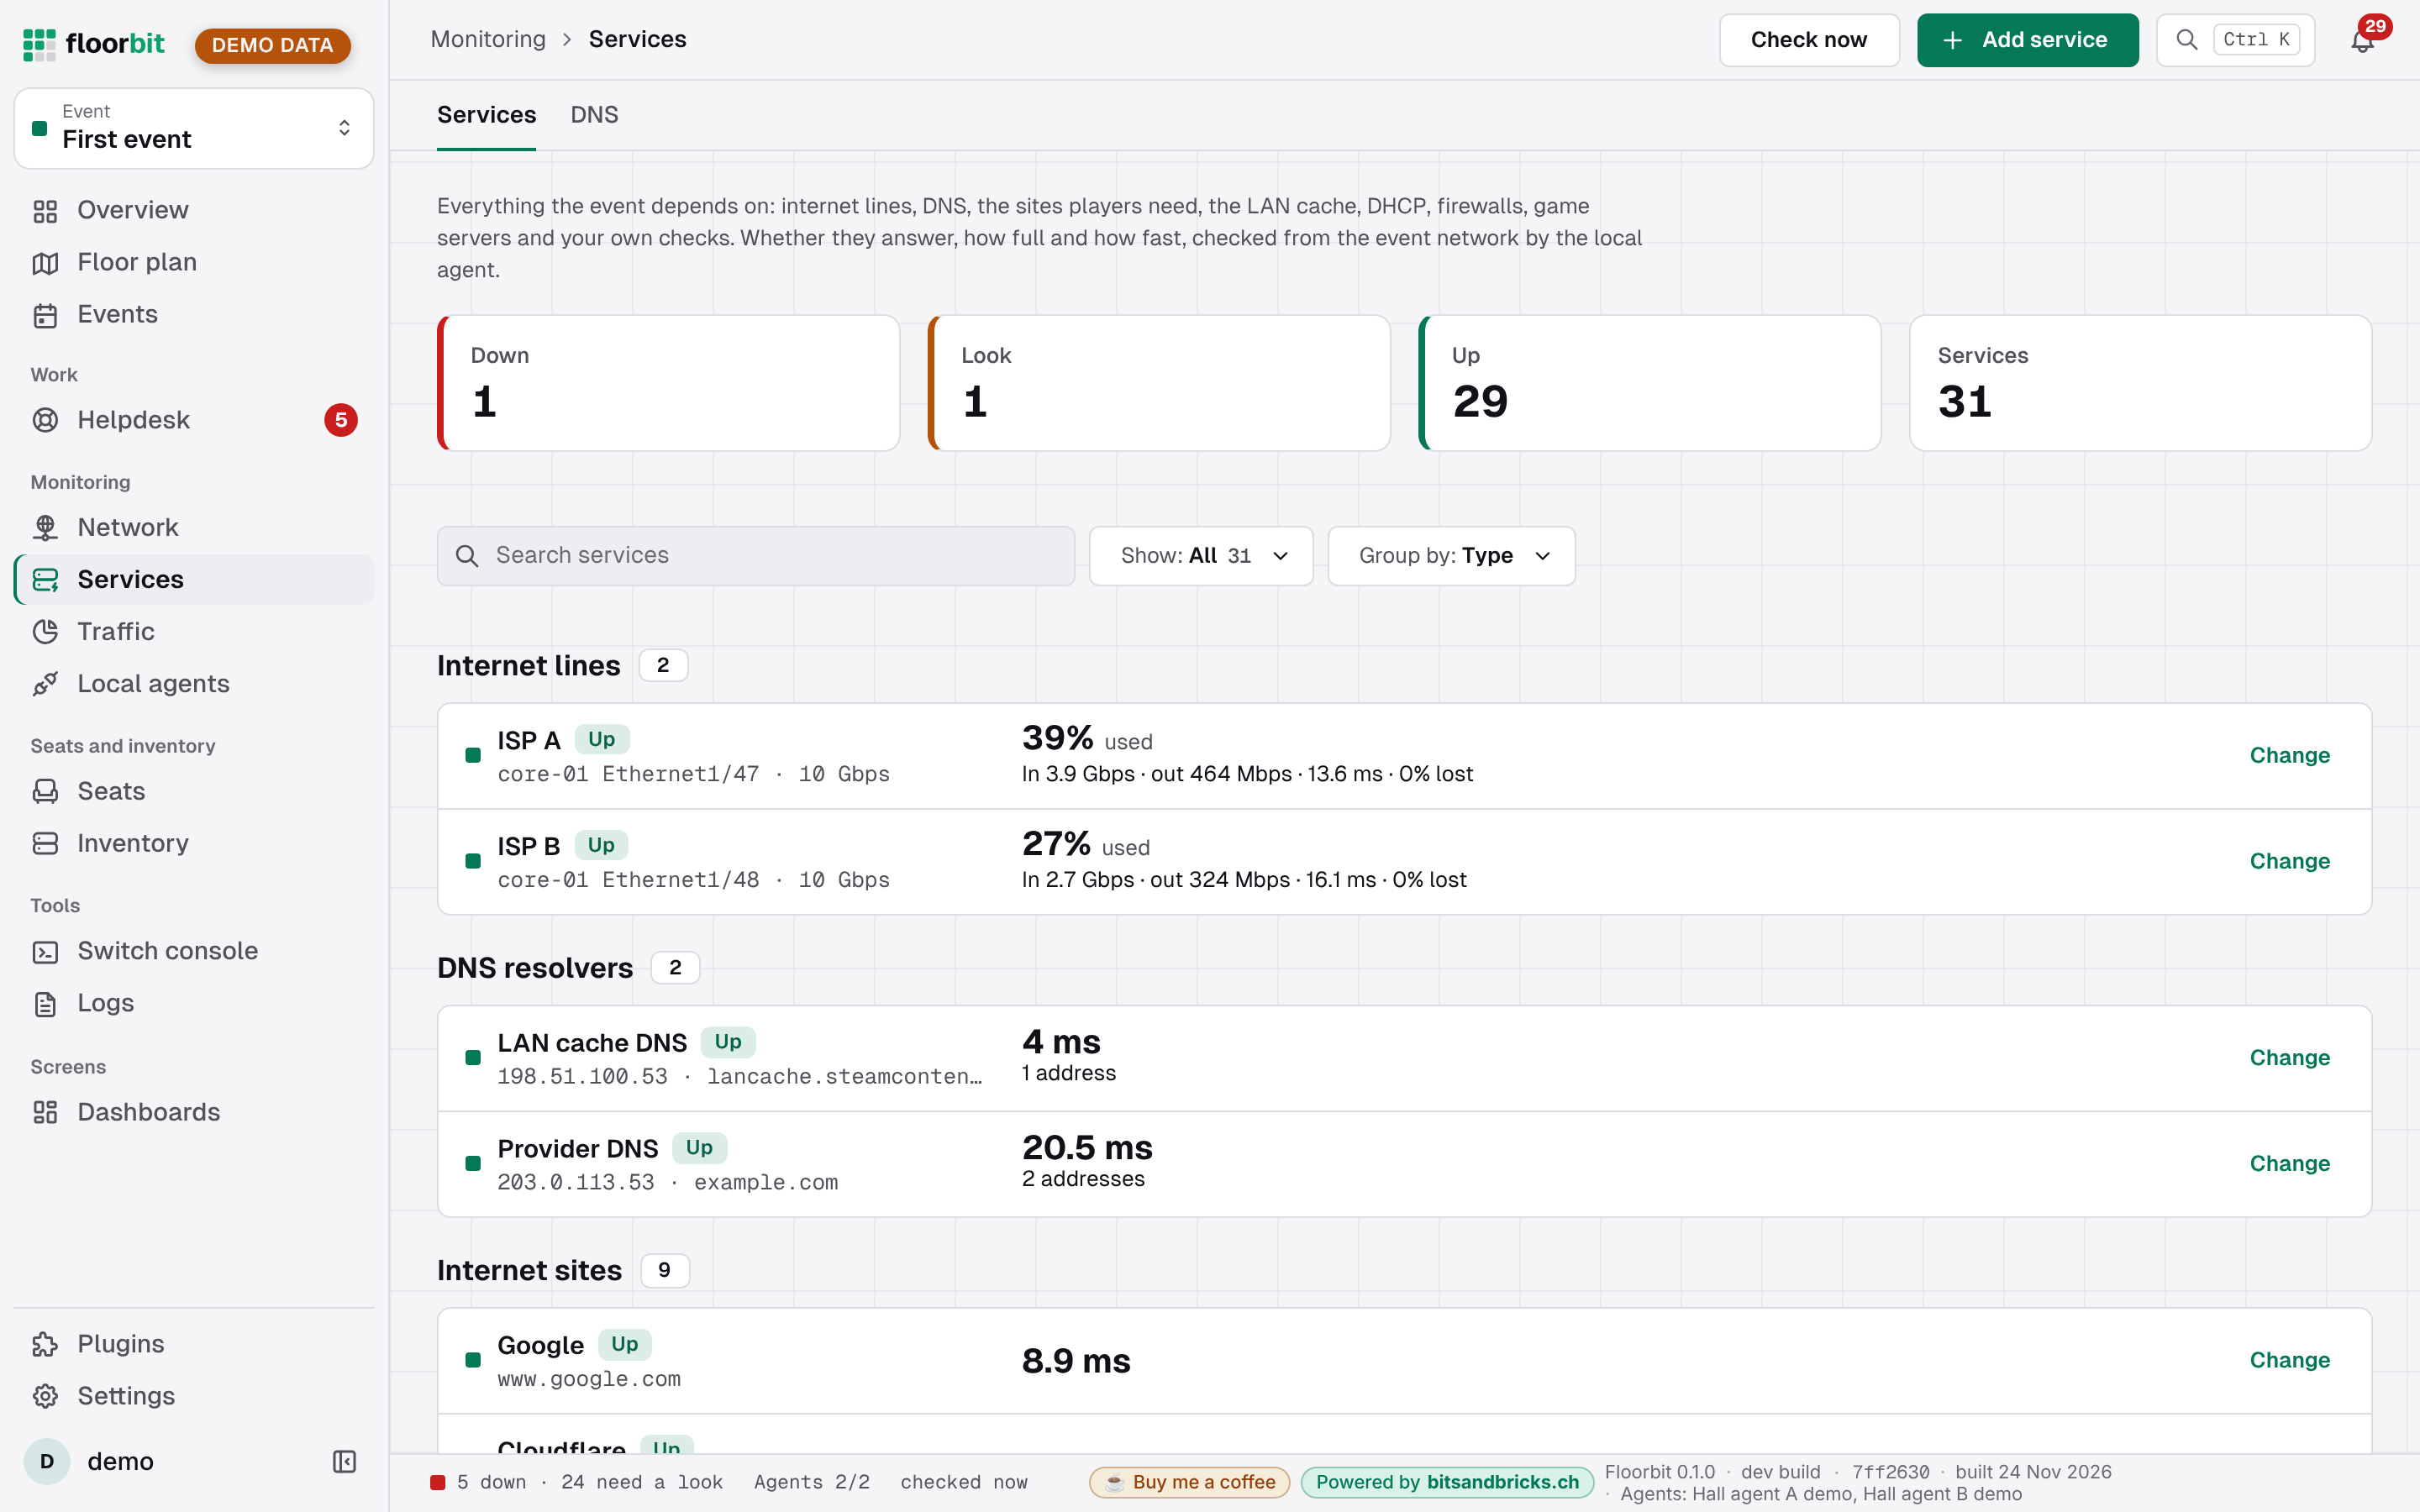 floorbit
DEMO DATA
Event
First event
Overview
Floor plan
Events
Work
Helpdesk
5
Monitoring
Network
Services
Traffic
Local agents
Seats and inventory
Seats
Inventory
Tools
Switch console
Logs
Screens
Dashboards
Plugins
Settings
D
demo
Monitoring > Services
Check now
+ Add service
Ctrl K
29
Services
DNS
Everything the event depends on: internet lines, DNS, the sites players need, the LAN cache, DHCP, firewalls, game
servers and your own checks. Whether they answer, how full and how fast, checked from the event network by the local
agent.
Down
1
Look
1
Up
29
Services
31
Search services
Show: All 31
Group by: Type
Internet lines 2
ISP A Up
core-01 Ethernet1/47 · 10 Gbps
39% used
In 3.9 Gbps · out 464 Mbps · 13.6 ms · 0% lost
Change
ISP B Up
core-01 Ethernet1/48 · 10 Gbps
27% used
In 2.7 Gbps · out 324 Mbps · 16.1 ms · 0% lost
Change
DNS resolvers 2
LAN cache DNS Up
198.51.100.53 · lancache.steamconten…
4 ms
1 address
Change
Provider DNS Up
203.0.113.53 · example.com
20.5 ms
2 addresses
Change
Internet sites 9
Google Up
www.google.com
8.9 ms
Change
Cloudflare Up
5 down · 24 need a look Agents 2/2 checked now
Buy me a coffee
Powered by bitsandbricks.ch
Floorbit 0.1.0 · dev build · 7ff2630 · built 24 Nov 2026
· Agents: Hall agent A demo, Hall agent B demo